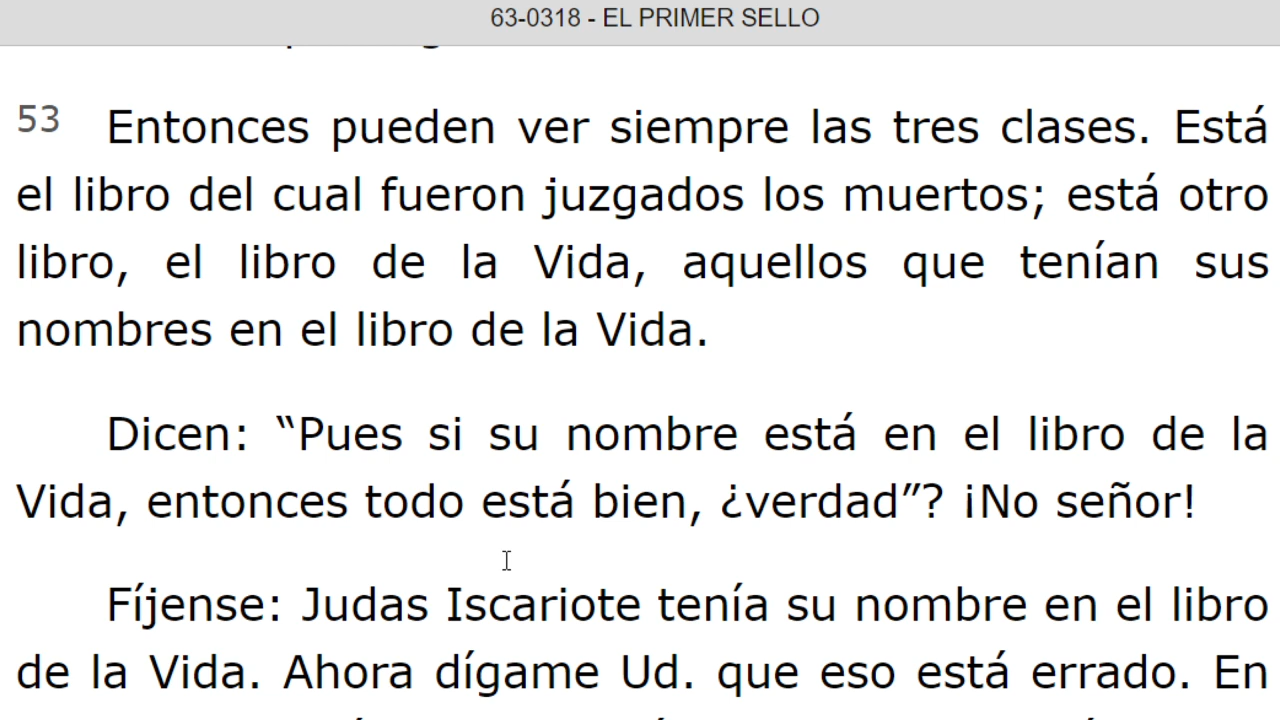 63-0318 - EL PRIMER SELLO
53 Entonces pueden ver siempre las tres clases. Está
el libro del cual fueron juzgados los muertos; está otro
libro, el libro de la Vida, aquellos que tenían sus
nombres en el libro de la Vida.
Dicen: “Pues si su nombre está en el libro de la
Vida, entonces todo está bien, ¿verdad”? ¡No señor!
Fíjense: Judas Iscariote tenía su nombre en el libro
de la Vida. Ahora dígame Ud. que eso está errado. En